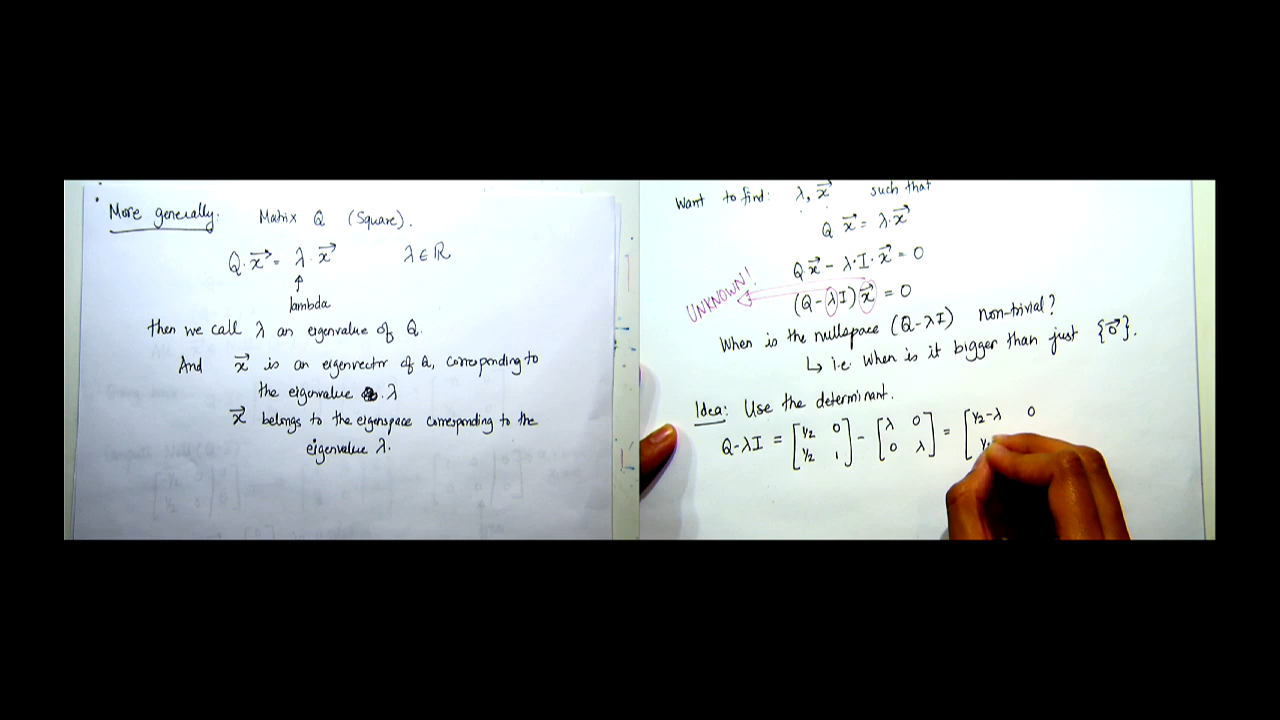 More generally: Matrix Q (Square).
Q·x⃗ = λ·x⃗ λ∈ℝ
↑
lambda
then we call λ an eigenvalue of Q.
And x⃗ is an eigenvector of Q, corresponding to
the eigenvalue λ
x⃗ belongs to the eigenspace corresponding to the
eigenvalue λ.
Want to find: λ, x⃗ such that
Q x⃗ = λ·x⃗
Q·x⃗ - λ·I·x⃗ = 0
UNKNOWN!
(Q-λI) x⃗ = 0
When is the nullspace (Q-λI) non-trivial?
↳ i.e. when is it bigger than just {0⃗}.
Idea: Use the determinant.
Q-λI = [1/2 0; 1/2 1] - [λ 0; 0 λ] = [1/2-λ 0